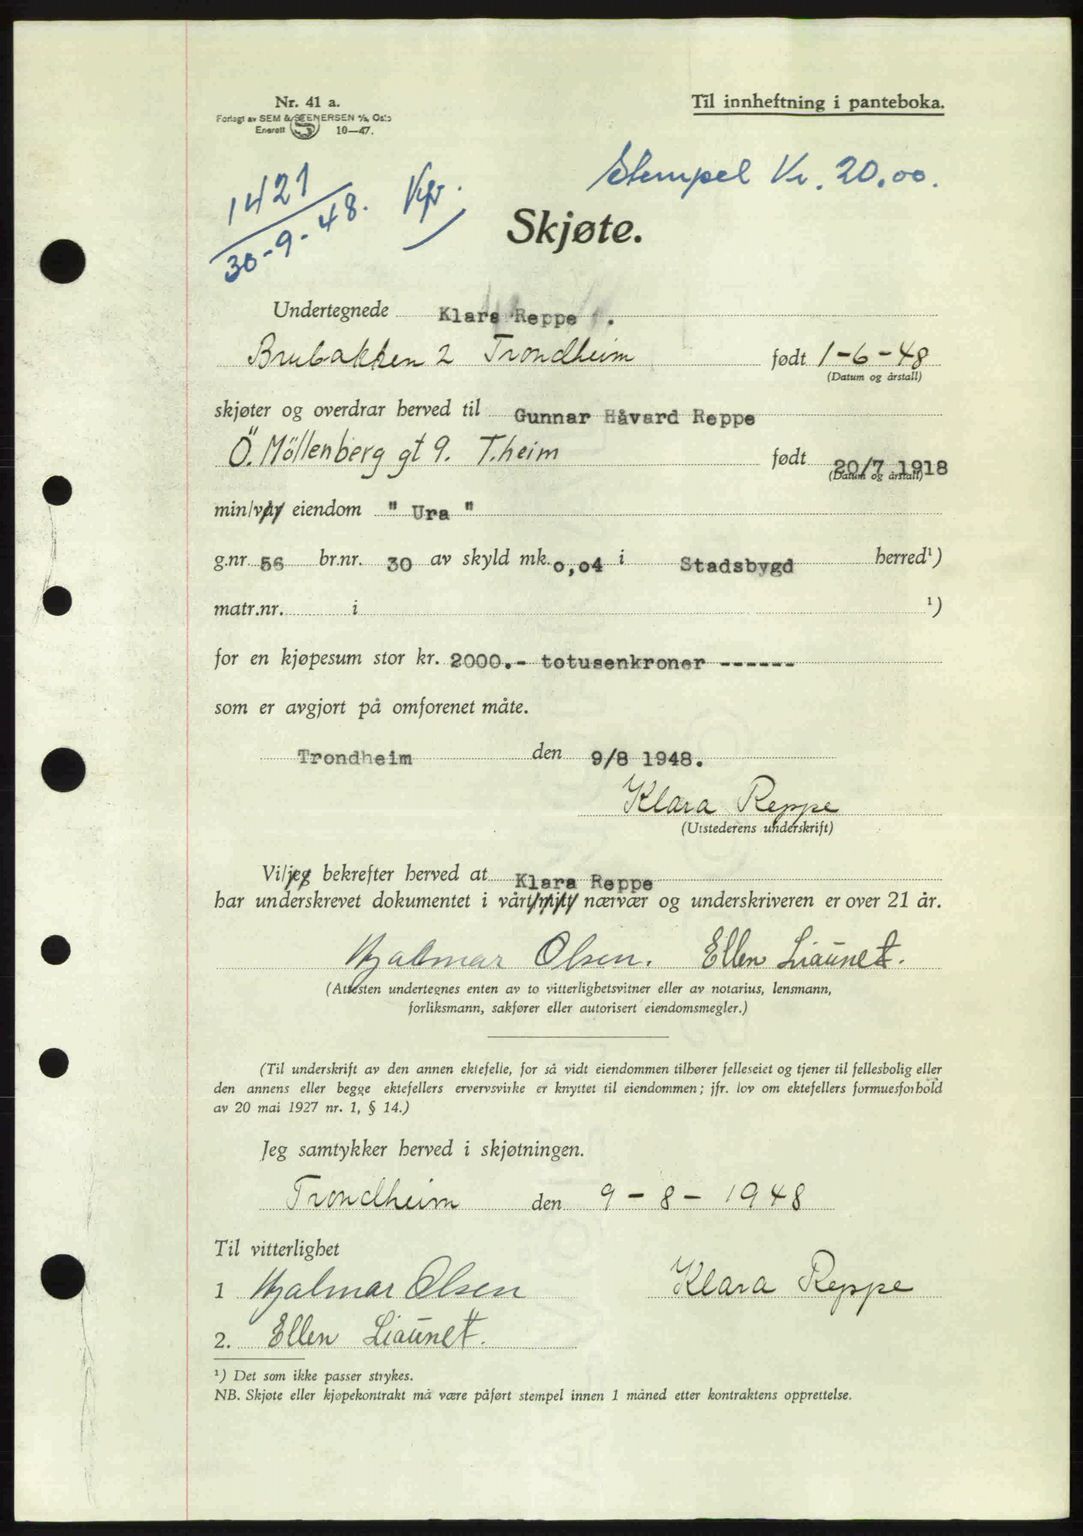 Nr. 41 a.
Forlagt av SEM & STENERSEN A/S, Oslo
Enerett 10—47.
Til innheftning i panteboka.
1421
30-9-48.
Stempel Kr. 20.00.
Skjøte.
Undertegnede Klara Reppe .
Brubakken 2 Trondheim født 1-6-48
(Datum og årstall)
skjøter og overdrar herved til Gunnar Håvard Reppe
Ö. Möllenberg gt 9. T.heim født 20/7 1918
(Datum og årstall)
min/vår eiendom " Ura "
g.nr 56 br.nr. 30 av skyld mk. 0,04 i Stadsbygd herred¹)
matr.nr. i ¹)
for en kjøpesum stor kr. 2000.- totusenkroner ------
som er avgjort på omforenet måte.
Trondheim den 9/8 1948.
Klara Reppe
(Utstederens underskrift)
Vi/jeg bekrefter herved at Klara Reppe
har underskrevet dokumentet i vårt/mitt nærvær og underskriveren er over 21 år.
Hjalmar Olsen. Ellen Liaunet.
(Attesten undertegnes enten av to vitterlighetsvitner eller av notarius, lensmann,
forliksmann, sakfører eller autorisert eiendomsmegler.)
(Til underskrift av den annen ektefelle, for så vidt eiendommen tilhører felleseiet og tjener til fellesbolig eller
den annens eller begge ektefellers ervervsvirke er knyttet til eiendommen; jfr. lov om ektefellers formuesforhold
av 20 mai 1927 nr. 1, § 14.)
Jeg samtykker herved i skjøtningen.
Trondheim den 9-8-1948
Til vitterlighet
1 Hjalmar Olsen Klara Reppe
2. Ellen Liaunet.
¹) Det som ikke passer strykes.
NB. Skjøte eller kjøpekontrakt må være påført stempel innen 1 måned etter kontraktens opprettelse.